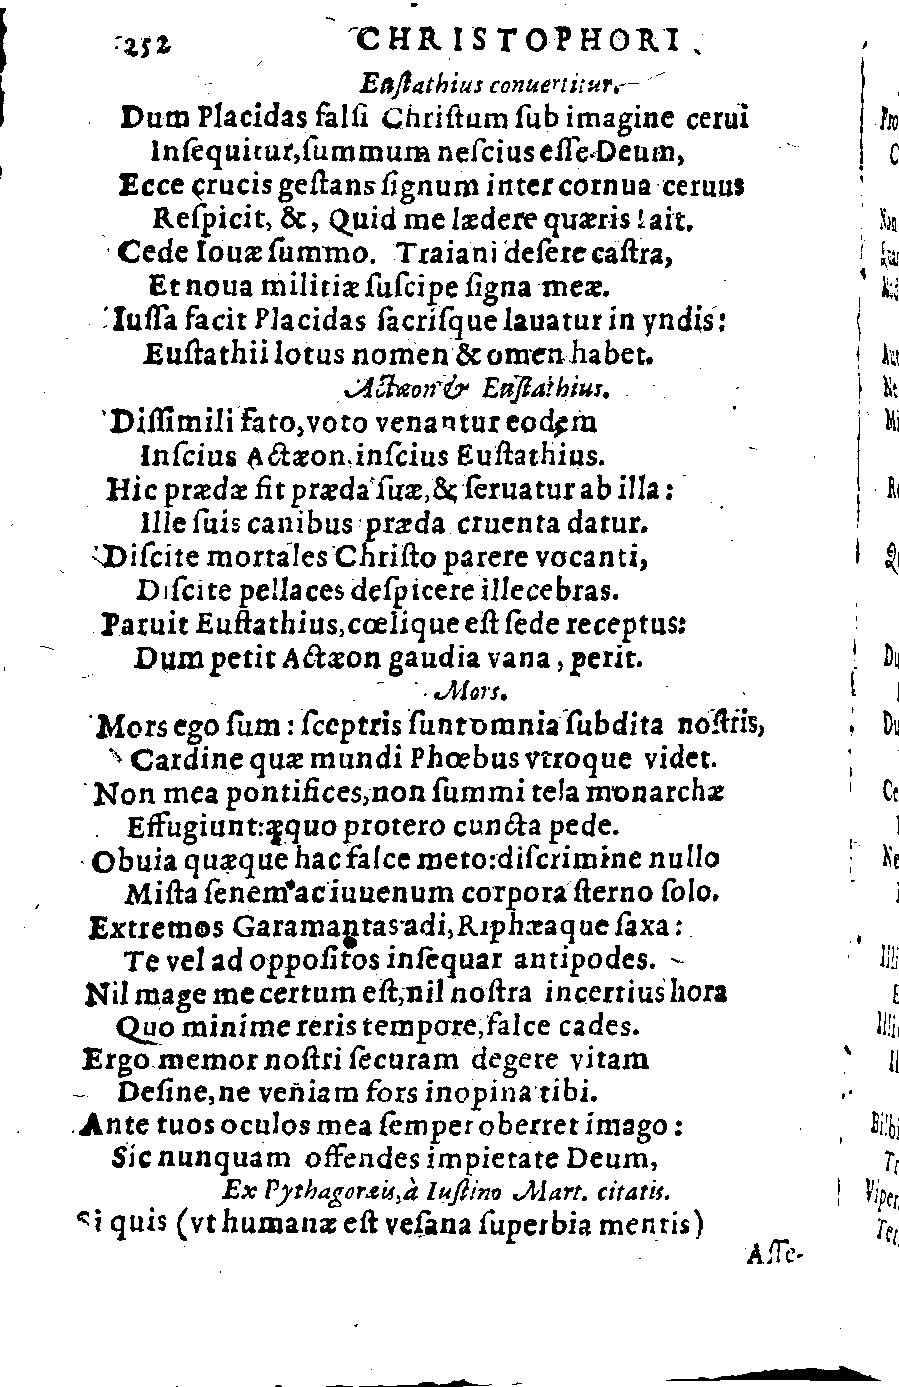 252 CHRISTOPHORI
Euſtathius conuertitur.
Dum Placidas falſi Chriſtum ſub imagine cerui
Inſequitur, ſummum neſcius eſſe Deum,
Ecce crucis geſtans ſignum inter cornua ceruus
Reſpicit, &, Quid me lædere quæris? ait.
Cede Iouæ ſummo. Traiani deſere caſtra,
Et noua militiæ ſuſcipe ſigna meæ.
Iuſſa facit Placidas ſacriſque lauatur in yndis:
Euſtathii lotus nomen & omen habet.
Actæon & Euſtathius.
Diſſimili fato, voto venantur eodem
Inſcius Actæon, inſcius Euſtathius.
Hic prædæ fit præda ſuæ, & ſeruatur ab illa:
Ille ſuis canibus præda cruenta datur.
Diſcite mortales Chriſto parere vocanti,
Diſcite pellaces deſpicere illecebras.
Paruit Euſtathius, cœlique eſt ſede receptus:
Dum petit Actæon gaudia vana, perit.
Mors.
Mors ego ſum: ſceptris ſunt omnia ſubdita noſtris,
Cardine quæ mundi Phœbus vtroque videt.
Non mea pontifices, non ſummi tela monarchæ
Effugiunt: æquo protero cuncta pede.
Obuia quæque hac falce meto: diſcrimine nullo
Miſta ſenem ac iuuenum corpora ſterno ſolo.
Extremos Garamantas adi, Riphæaque ſaxa:
Te vel ad oppoſitos inſequar antipodes.
Nil mage me certum eſt, nil noſtra incertius hora
Quo minime reris tempore, falce cades.
Ergo memor noſtri ſecuram degere vitam
Deſine, ne veniam fors inopina tibi.
Ante tuos oculos mea ſemper oberret imago:
Sic nunquam offendes impietate Deum,
Ex Pythagoræis, à Iuſtino Mart. citatis.
Si quis (vt humanæ eſt veſana ſuperbia mentis)
Aſſe-